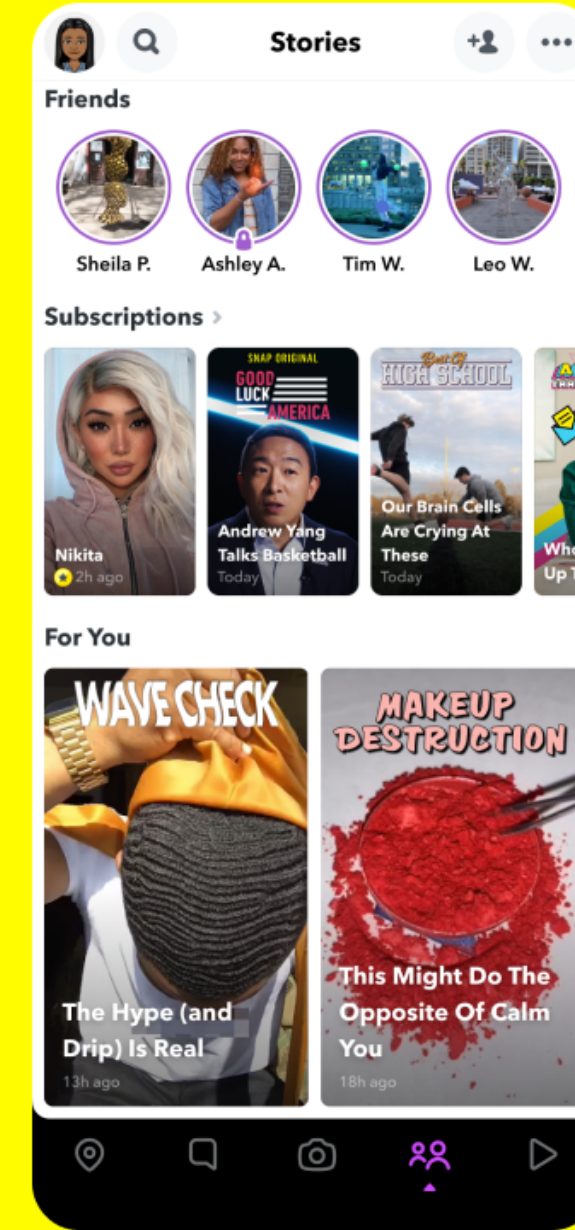 Stories
Friends
Sheila P.
Ashley A.
Tim W.
Leo W.
Subscriptions
Nikita
2h ago
SNAP ORIGINAL
GOOD
LUCK
AMERICA
Andrew Yang
Talks Basketball
Today
Best Of
HIGH SCHOOL
Our Brain Cells
Are Crying At
These
Today
Up T
For You
WAVE CHECK
The Hype (and
Drip) Is Real
13h ago
MAKEUP
DESTRUCTION
This Might Do The
Opposite Of Calm
You
18h ago